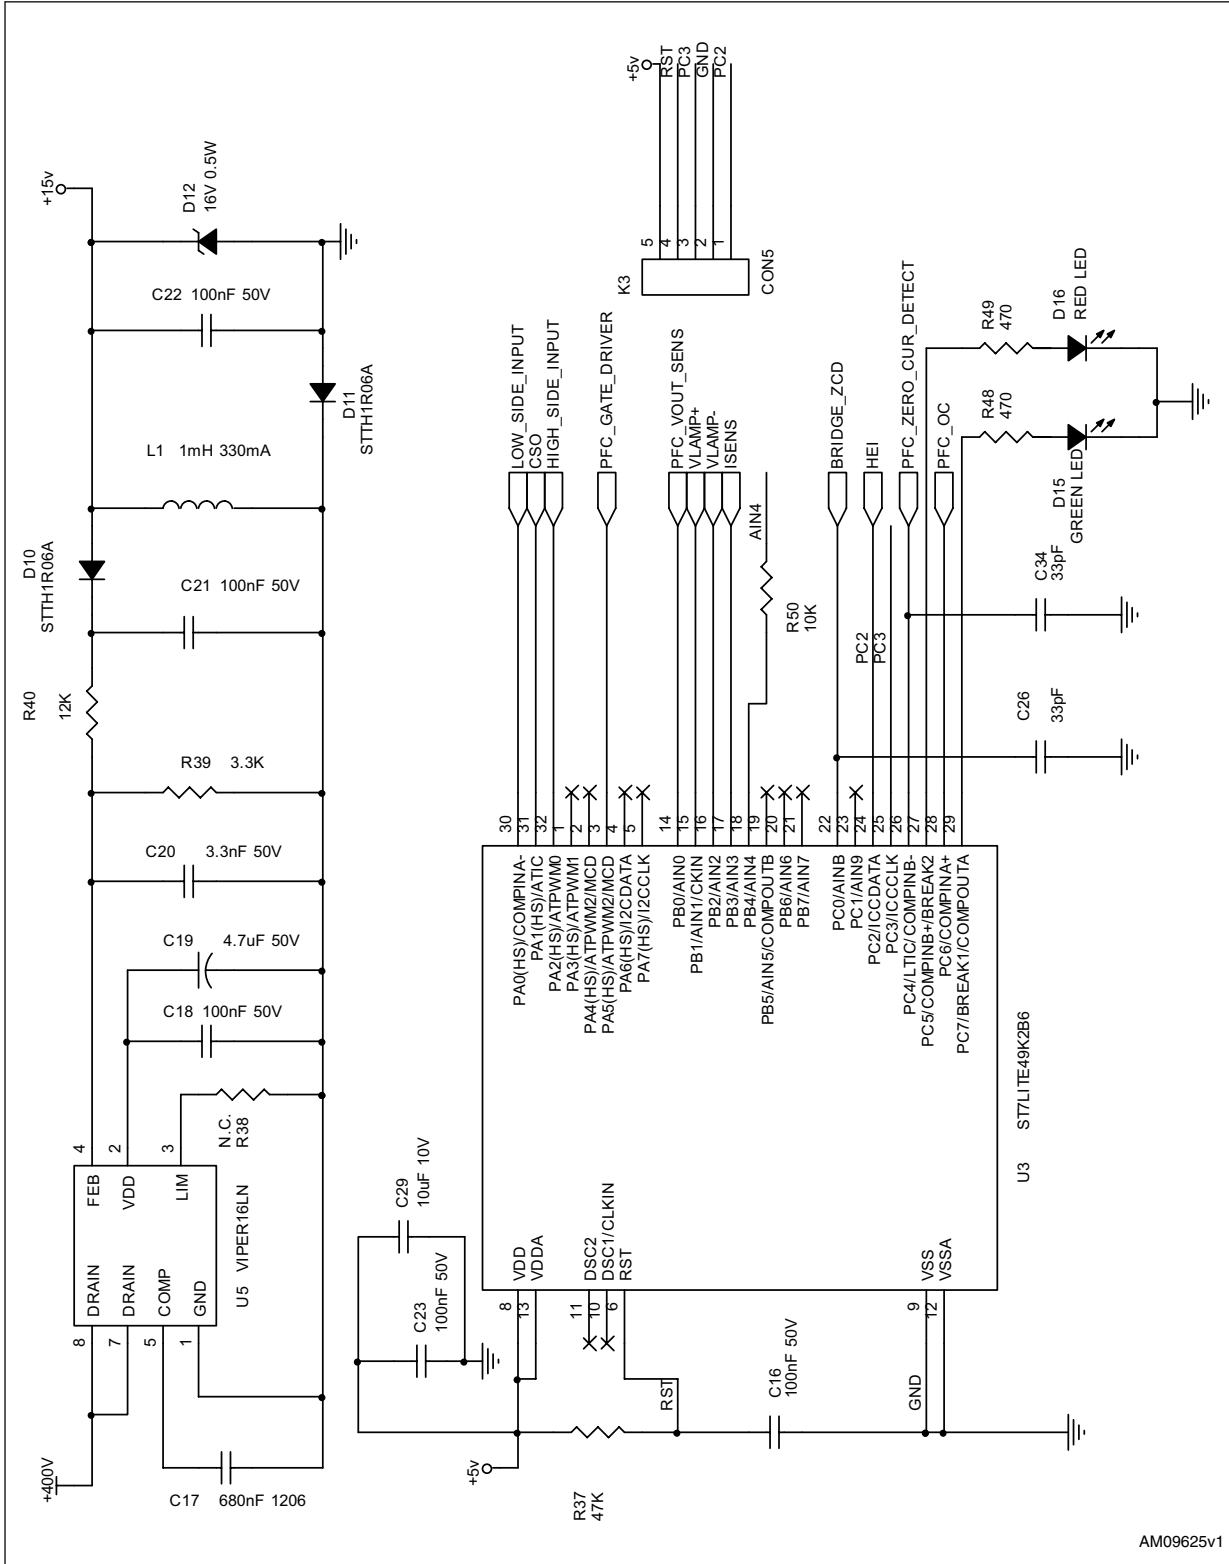 +400V
C17 680nF 1206
8
7
5
1
DRAIN
DRAIN
COMP
GND
U5 VIPER16LN
FEB
VDD
LIM
4
2
3
N.C.
R38
C18 100nF 50V
C19 4.7uF 50V
C20 3.3nF 50V
R39 3.3K
R40
12K
C21 100nF 50V
D10
STTH1R06A
L1 1mH 330mA
D11
STTH1R06A
C22 100nF 50V
D12
16V 0.5W
+15v
+5v
RST
PC3
GND
PC2
5
4
3
2
1
K3
CON5
+5v
R37
47K
RST
C16
100nF 50V
GND
C23
100nF 50V
C29
10uF 10V
8
13
11
10
6
9
12
VDD
VDDA
DSC2
DSC1/CLKIN
RST
VSS
VSSA
U3 ST7LITE49K2B6
PA0(HS)/COMPINA-
PA1(HS)/ATIC
PA2(HS)/ATPWM0
PA3(HS)/ATPWM1
PA4(HS)/ATPWM2/MCD
PA5(HS)/ATPWM2/MCD
PA6(HS)/I2CDATA
PA7(HS)/I2CCLK
PB0/AIN0
PB1/AIN1/CKIN
PB2/AIN2
PB3/AIN3
PB4/AIN4
PB5/AIN5/COMPOUTB
PB6/AIN6
PB7/AIN7
PC0/AINB
PC1/AIN9
PC2/ICCDATA
PC3/ICCCLK
PC4/LTIC/COMPINB-
PC5/COMPINB+/BREAK2
PC6/COMPINA+
PC7/BREAK1/COMPOUTA
30
31
32
1
2
3
4
5
14
15
16
17
18
19
20
21
22
23
24
25
26
27
28
29
LOW_SIDE_INPUT
CSO
HIGH_SIDE_INPUT
PFC_GATE_DRIVER
PFC_VOUT_SENS
VLAMP+
VLAMP-
ISENS
AIN4
R50
10K
BRIDGE_ZCD
HEI
PFC_ZERO_CUR_DETECT
PFC_OC
PC2
PC3
C26
33pF
C34
33pF
R48
470
R49
470
D15
GREEN LED
D16
RED LED
AM09625v1